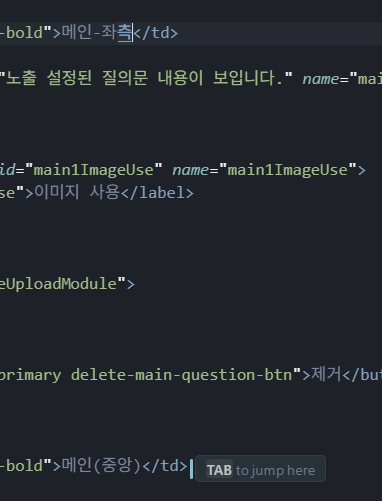 -bold">메인-좌측</td>
"노출 설정된 질의문 내용이 보입니다." name="mai
id="main1ImageUse" name="main1ImageUse">
se">이미지 사용</label>
eUploadModule">
primary delete-main-question-btn">제거</but
-bold">메인(중앙)</td> TAB to jump here